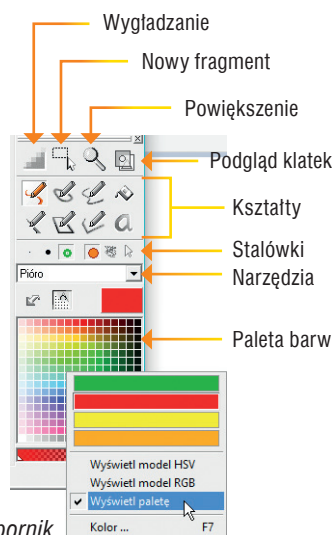 Wygładzanie
Nowy fragment
Powiększenie
Podgląd klatek
Kształty
Stalówki
Narzędzia
Pióro
Paleta barw
Wyświetl model HSV
Wyświetl model RGB
Wyświetl paletę
Kolor ... F7